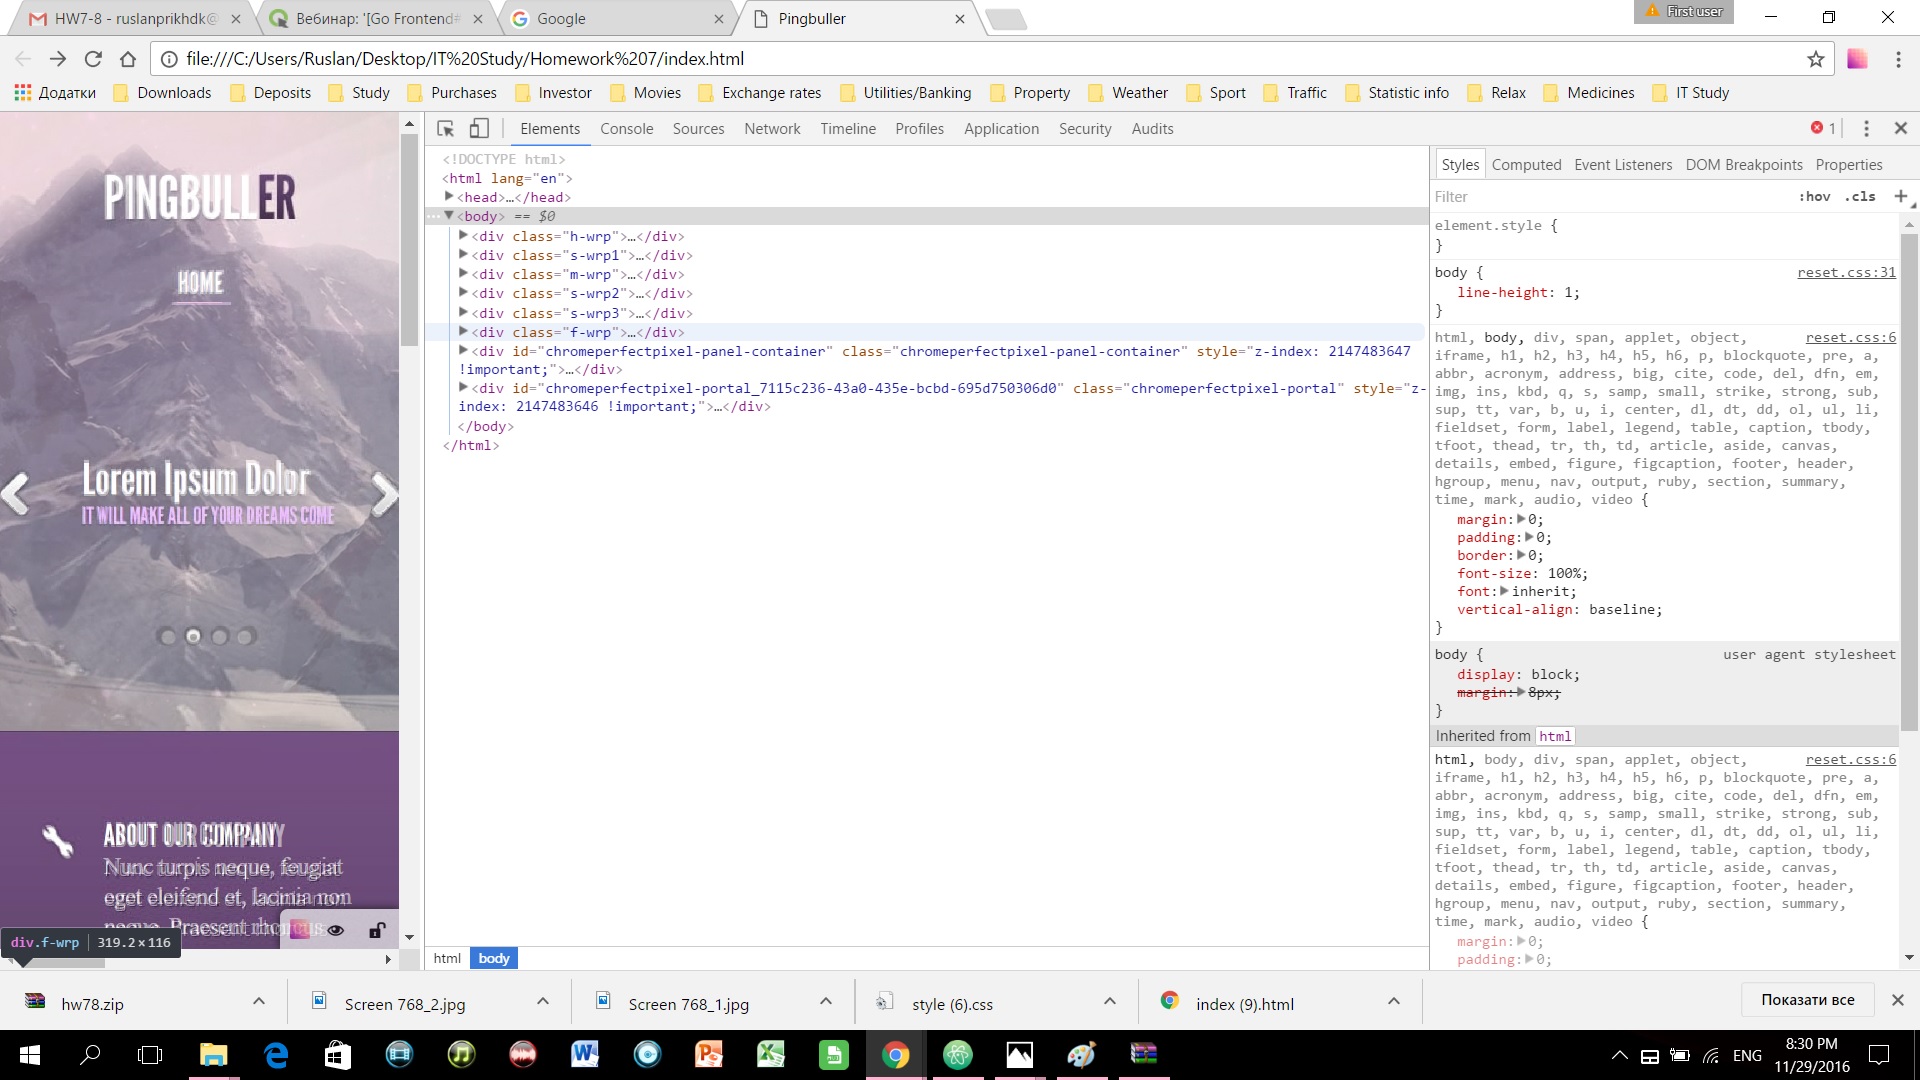 HW7-8 - ruslanprikhdk@
Вебинар: '[Go Frontend#
Google
Pingbuller
First user
file:///C:/Users/Ruslan/Desktop/IT%20Study/Homework%207/index.html
Додатки Downloads Deposits Study Purchases Investor Movies Exchange rates Utilities/Banking Property Weather Sport Traffic Statistic info Relax Medicines IT Study
PINGBULLER
HOME
Lorem Ipsum Dolor
IT WILL MAKE ALL OF YOUR DREAMS COME
ABOUT OUR COMPANY
Nunc turpis neque, feugiat
eget eleifend et, lacinia non
neque. Praesent rhoncus
div.f-wrp 319.2×116
Elements Console Sources Network Timeline Profiles Application Security Audits 1
<!DOCTYPE html>
<html lang="en">
<head>…</head>
… <body> == $0
<div class="h-wrp">…</div>
<div class="s-wrp1">…</div>
<div class="m-wrp">…</div>
<div class="s-wrp2">…</div>
<div class="s-wrp3">…</div>
<div class="f-wrp">…</div>
<div id="chromeperfectpixel-panel-container" class="chromeperfectpixel-panel-container" style="z-index: 2147483647
!important;">…</div>
<div id="chromeperfectpixel-portal_7115c236-43a0-435e-bcbd-695d750306d0" class="chromeperfectpixel-portal" style="z-
index: 2147483646 !important;">…</div>
</body>
</html>
html body
Styles Computed Event Listeners DOM Breakpoints Properties
Filter :hov .cls +
element.style {
}
body { reset.css:31
line-height: 1;
}
html, body, div, span, applet, object, reset.css:6
iframe, h1, h2, h3, h4, h5, h6, p, blockquote, pre, a,
abbr, acronym, address, big, cite, code, del, dfn, em,
img, ins, kbd, q, s, samp, small, strike, strong, sub,
sup, tt, var, b, u, i, center, dl, dt, dd, ol, ul, li,
fieldset, form, label, legend, table, caption, tbody,
tfoot, thead, tr, th, td, article, aside, canvas,
details, embed, figure, figcaption, footer, header,
hgroup, menu, nav, output, ruby, section, summary,
time, mark, audio, video {
margin: 0;
padding: 0;
border: 0;
font-size: 100%;
font: inherit;
vertical-align: baseline;
}
body { user agent stylesheet
display: block;
margin: 8px;
}
Inherited from html
html, body, div, span, applet, object, reset.css:6
iframe, h1, h2, h3, h4, h5, h6, p, blockquote, pre, a,
abbr, acronym, address, big, cite, code, del, dfn, em,
img, ins, kbd, q, s, samp, small, strike, strong, sub,
sup, tt, var, b, u, i, center, dl, dt, dd, ol, ul, li,
fieldset, form, label, legend, table, caption, tbody,
tfoot, thead, tr, th, td, article, aside, canvas,
details, embed, figure, figcaption, footer, header,
hgroup, menu, nav, output, ruby, section, summary,
time, mark, audio, video {
margin: 0;
padding: 0;
hw78.zip
Screen 768_2.jpg
Screen 768_1.jpg
style (6).css
index (9).html
Показати все
ENG
8:30 PM
11/29/2016